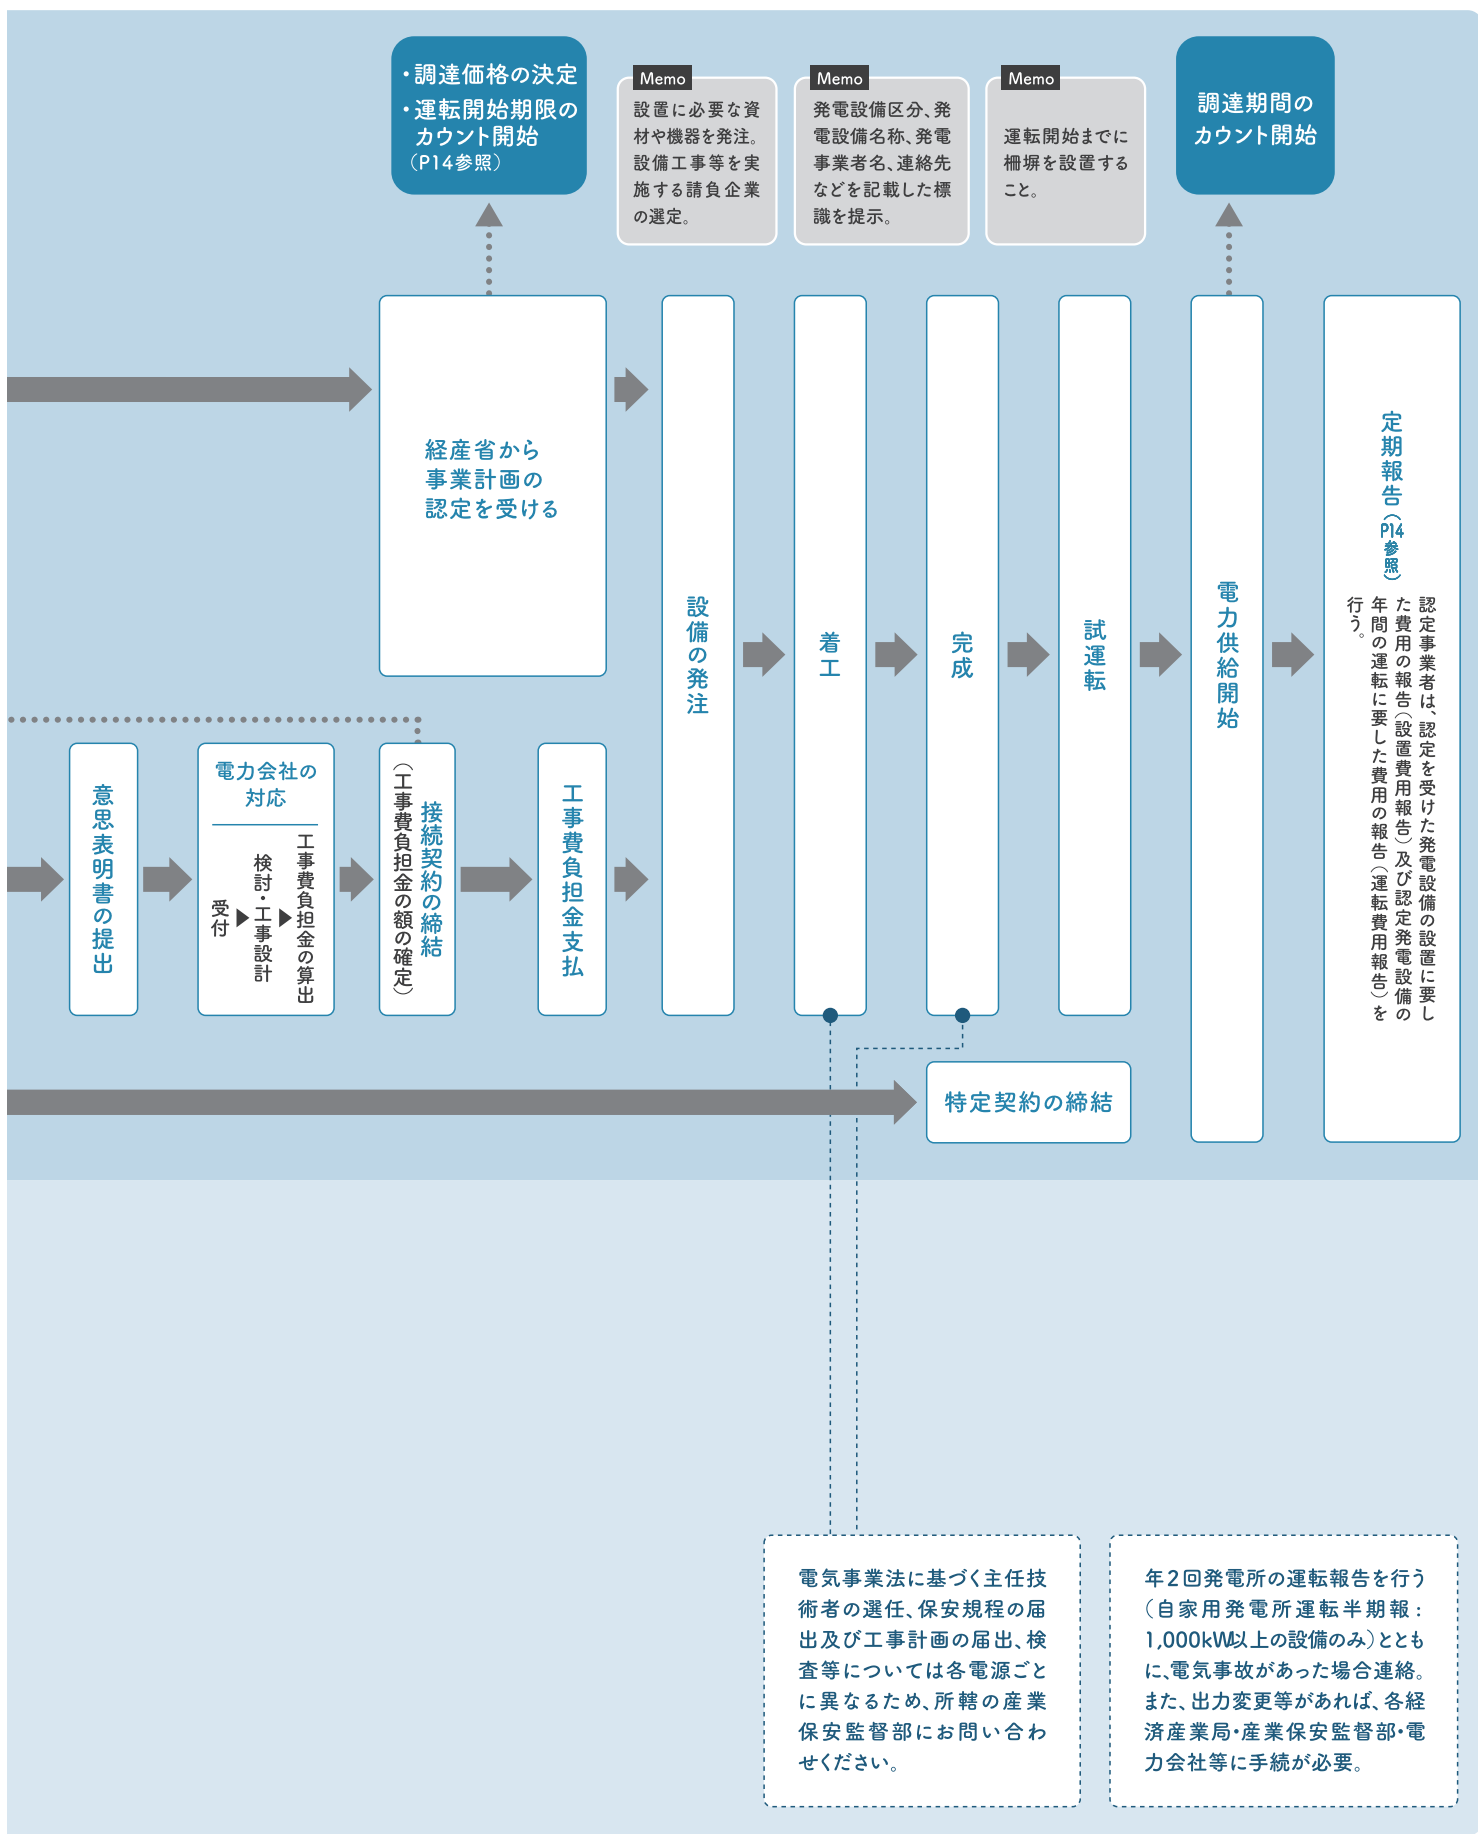 ・調達価格の決定
・運転開始期限の
カウント開始
（P14参照）
Memo
設置に必要な資
材や機器を発注。
設備工事等を実
施する請負企業
の選定。
Memo
発電設備区分、発
電設備名称、発電
事業者名、連絡先
などを記載した標
識を提示。
Memo
運転開始までに
柵塀を設置する
こと。
調達期間の
カウント開始
経産省から
事業計画の
認定を受ける
設備の発注
着工
完成
試運転
電力供給開始
定期報告（P14参照）
認定事業者は、認定を受けた発電設備の設置に要し
た費用の報告（設置費用報告）及び認定発電設備の
年間の運転に要した費用の報告（運転費用報告）を
行う。
意思表明書の提出
電力会社の
対応
受付
▶
検討・工事設計
▶
工事費負担金の算出
接続契約の締結
（工事費負担金の額の確定）
工事費負担金支払
特定契約の締結
電気事業法に基づく主任技
術者の選任、保安規程の届
出及び工事計画の届出、検
査等については各電源ごと
に異なるため、所轄の産業
保安監督部にお問い合わ
せください。
年2回発電所の運転報告を行う
（自家用発電所運転半期報：
1,000kW以上の設備のみ）ととも
に、電気事故があった場合連絡。
また、出力変更等があれば、各経
済産業局・産業保安監督部・電
力会社等に手続が必要。